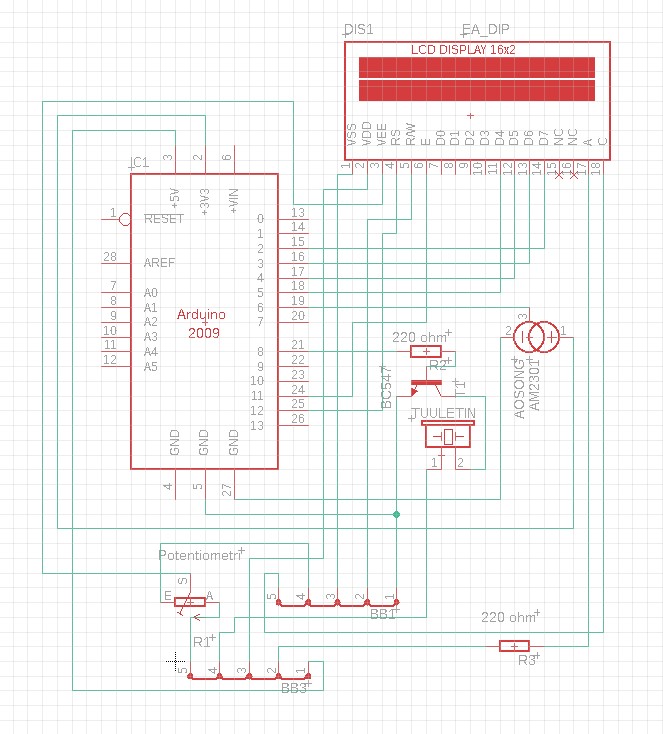 DIS1
EA_DIP
LCD DISPLAY 16x2
VSS
VDD
VEE
RS
R/W
E
D0
D1
D2
D3
D4
D5
D6
D7
NC
NC
A
C
1
2
3
4
5
6
7
8
9
10
11
12
13
14
15
16
17
18
IC1
3
2
6
+5V
+3V3
+VIN
1
RESET
28
AREF
7
A0
8
A1
9
A2
10
A3
11
A4
12
A5
Arduino
2009
0
13
1
14
2
15
3
16
4
17
5
18
6
19
7
20
8
21
9
22
10
23
11
24
12
25
13
26
GND
GND
GND
4
5
27
220 ohm
R2
BC547
T1
TUULETIN
1
2
2
3
1
AOSONG
AM2301
Potentiometri
S
E
A
R1
5
4
3
2
1
BB1
5
4
3
2
1
BB3
220 ohm
R3